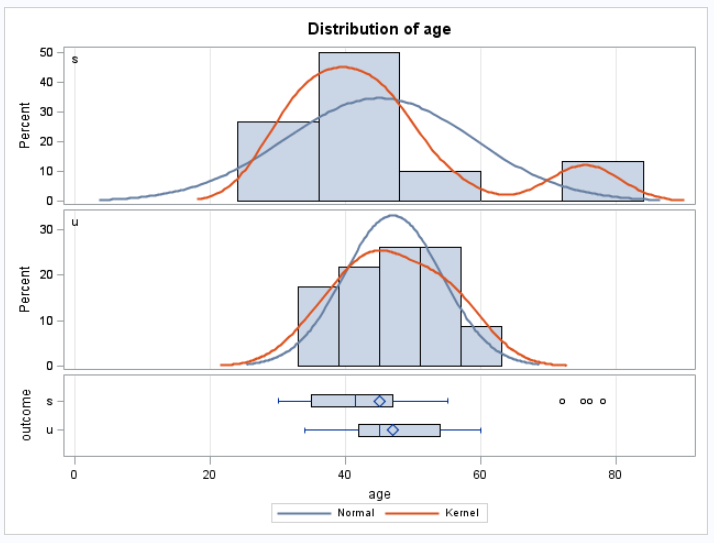 Distribution of age
s
50
40
30
20
10
0
Percent
u
30
20
10
0
Percent
s
u
outcome
0 20 40 60 80
age
Normal Kernel